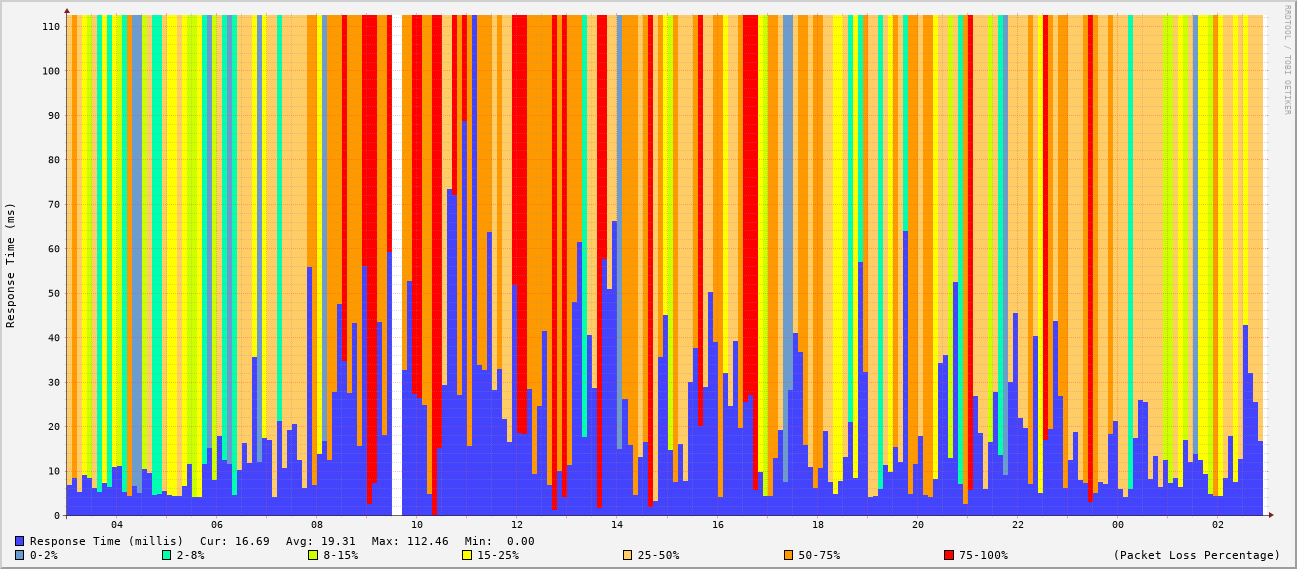 RRDTOOL / TOBI OETIKER
Response Time (ms)
110
100
90
80
70
60
50
40
30
20
10
0
04 06 08 10 12 14 16 18 20 22 00 02
Response Time (millis) Cur: 16.69 Avg: 19.31 Max: 112.46 Min: 0.00
0-2% 2-8% 8-15% 15-25% 25-50% 50-75% 75-100% (Packet Loss Percentage)